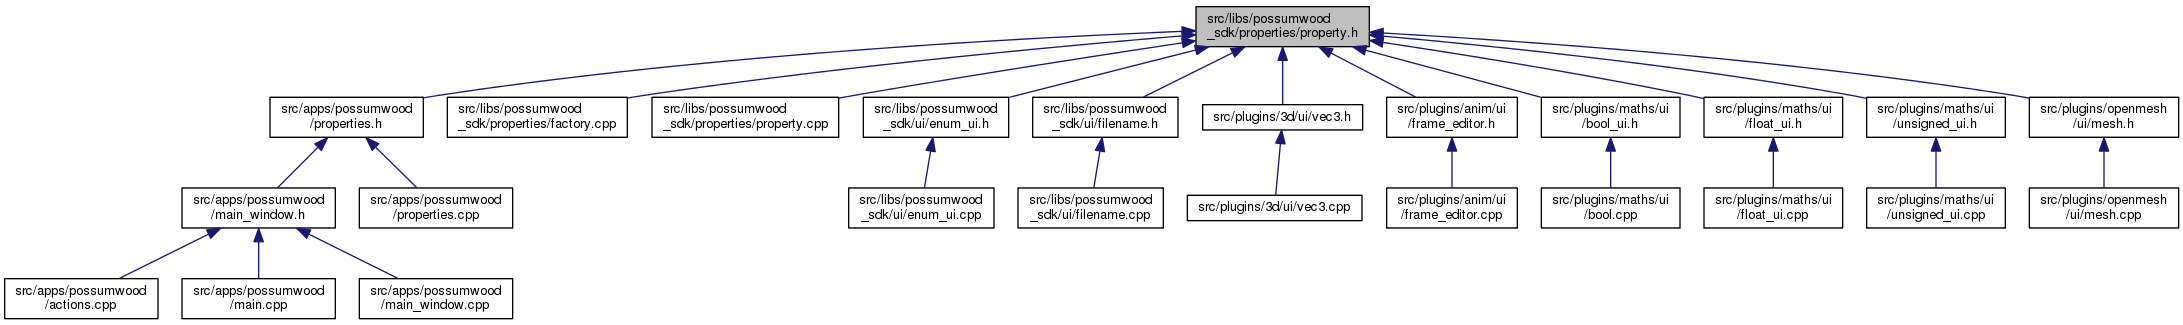 src/libs/possumwood
_sdk/properties/property.h
src/apps/possumwood
/properties.h
src/libs/possumwood
_sdk/properties/factory.cpp
src/libs/possumwood
_sdk/properties/property.cpp
src/libs/possumwood
_sdk/ui/enum_ui.h
src/libs/possumwood
_sdk/ui/filename.h
src/plugins/3d/ui/vec3.h
src/plugins/anim/ui
/frame_editor.h
src/plugins/maths/ui
/bool_ui.h
src/plugins/maths/ui
/float_ui.h
src/plugins/maths/ui
/unsigned_ui.h
src/plugins/openmesh
/ui/mesh.h
src/apps/possumwood
/main_window.h
src/apps/possumwood
/properties.cpp
src/libs/possumwood
_sdk/ui/enum_ui.cpp
src/libs/possumwood
_sdk/ui/filename.cpp
src/plugins/3d/ui/vec3.cpp
src/plugins/anim/ui
/frame_editor.cpp
src/plugins/maths/ui
/bool.cpp
src/plugins/maths/ui
/float_ui.cpp
src/plugins/maths/ui
/unsigned_ui.cpp
src/plugins/openmesh
/ui/mesh.cpp
src/apps/possumwood
/actions.cpp
src/apps/possumwood
/main.cpp
src/apps/possumwood
/main_window.cpp